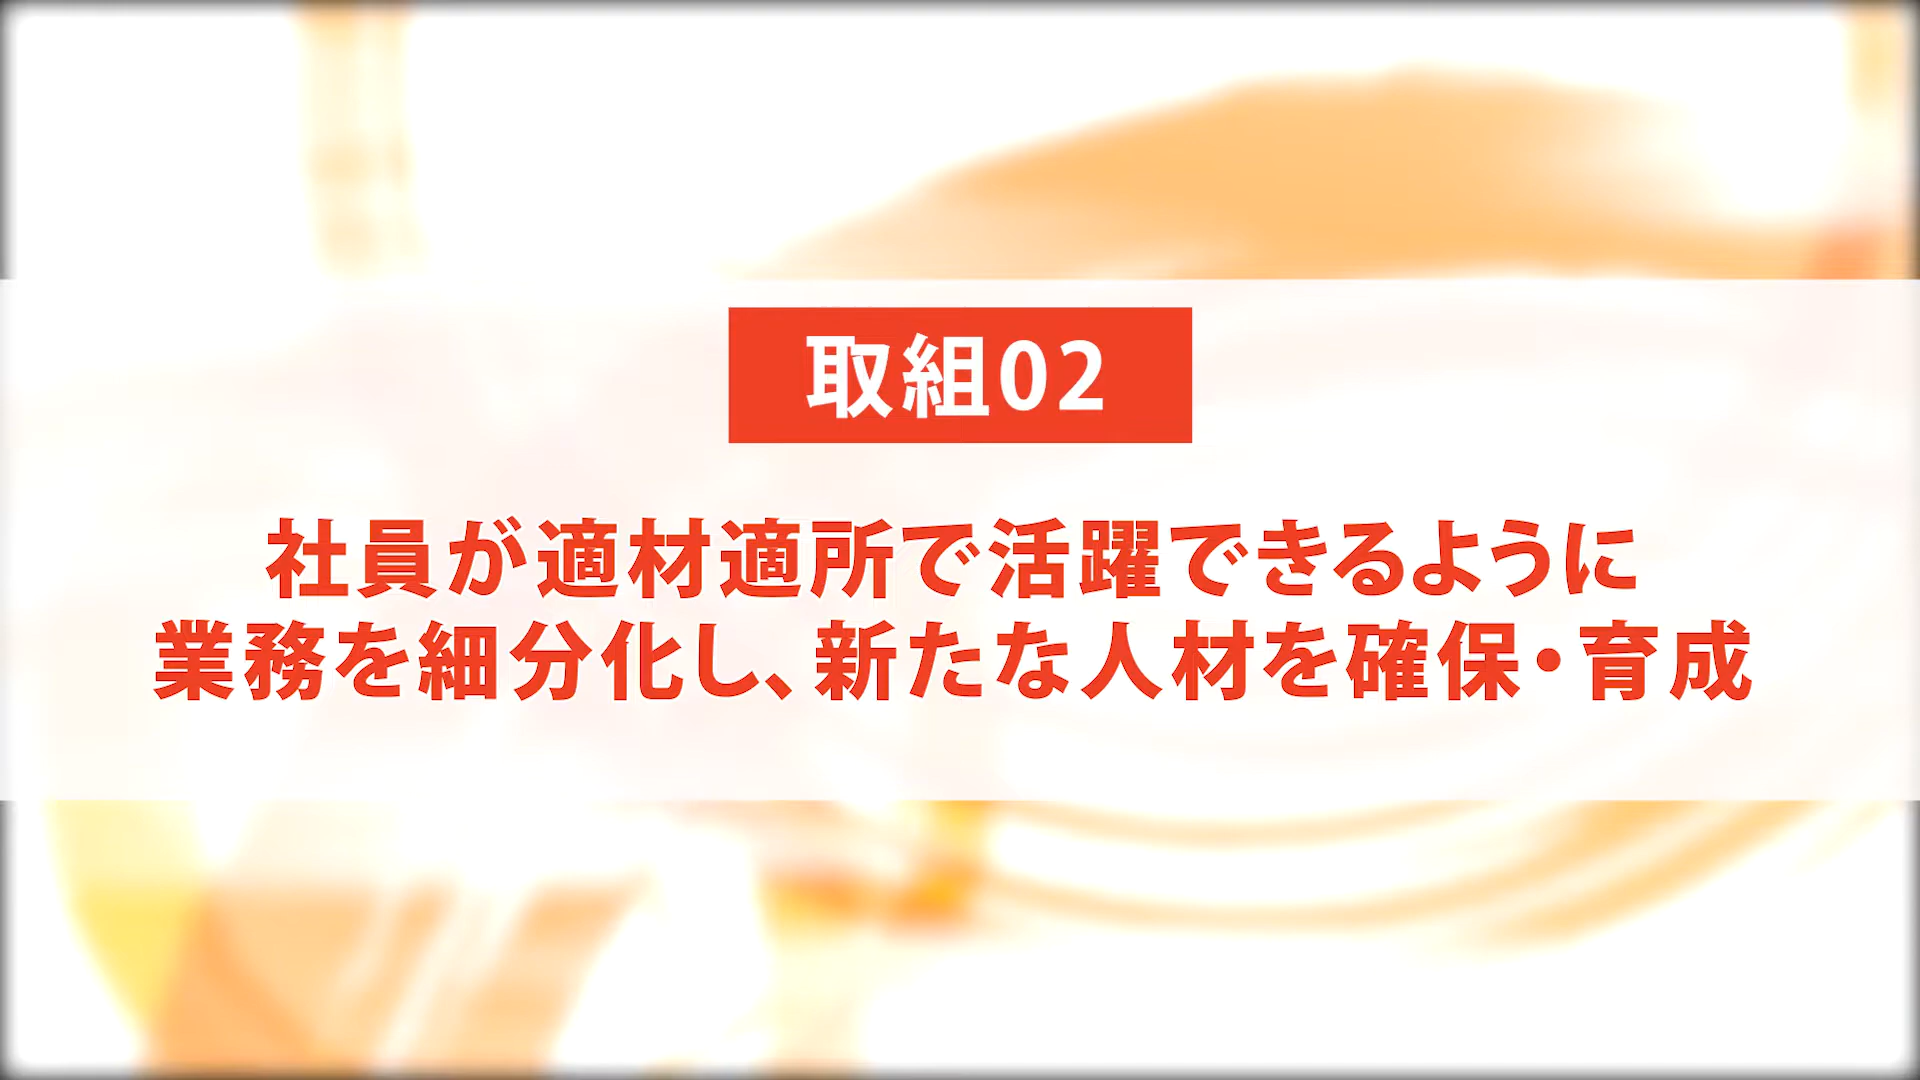 取組02
社員が適材適所で活躍できるように
業務を細分化し、新たな人材を確保・育成